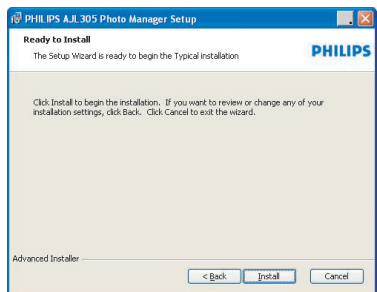 PHILIPS AJL305 Photo Manager Setup
Ready to Install
The Setup Wizard is ready to begin the Typical installation
PHILIPS
Click Install to begin the installation. If you want to review or change any of your
installation settings, click Back. Click Cancel to exit the wizard.
Advanced Installer
< Back
Install
Cancel